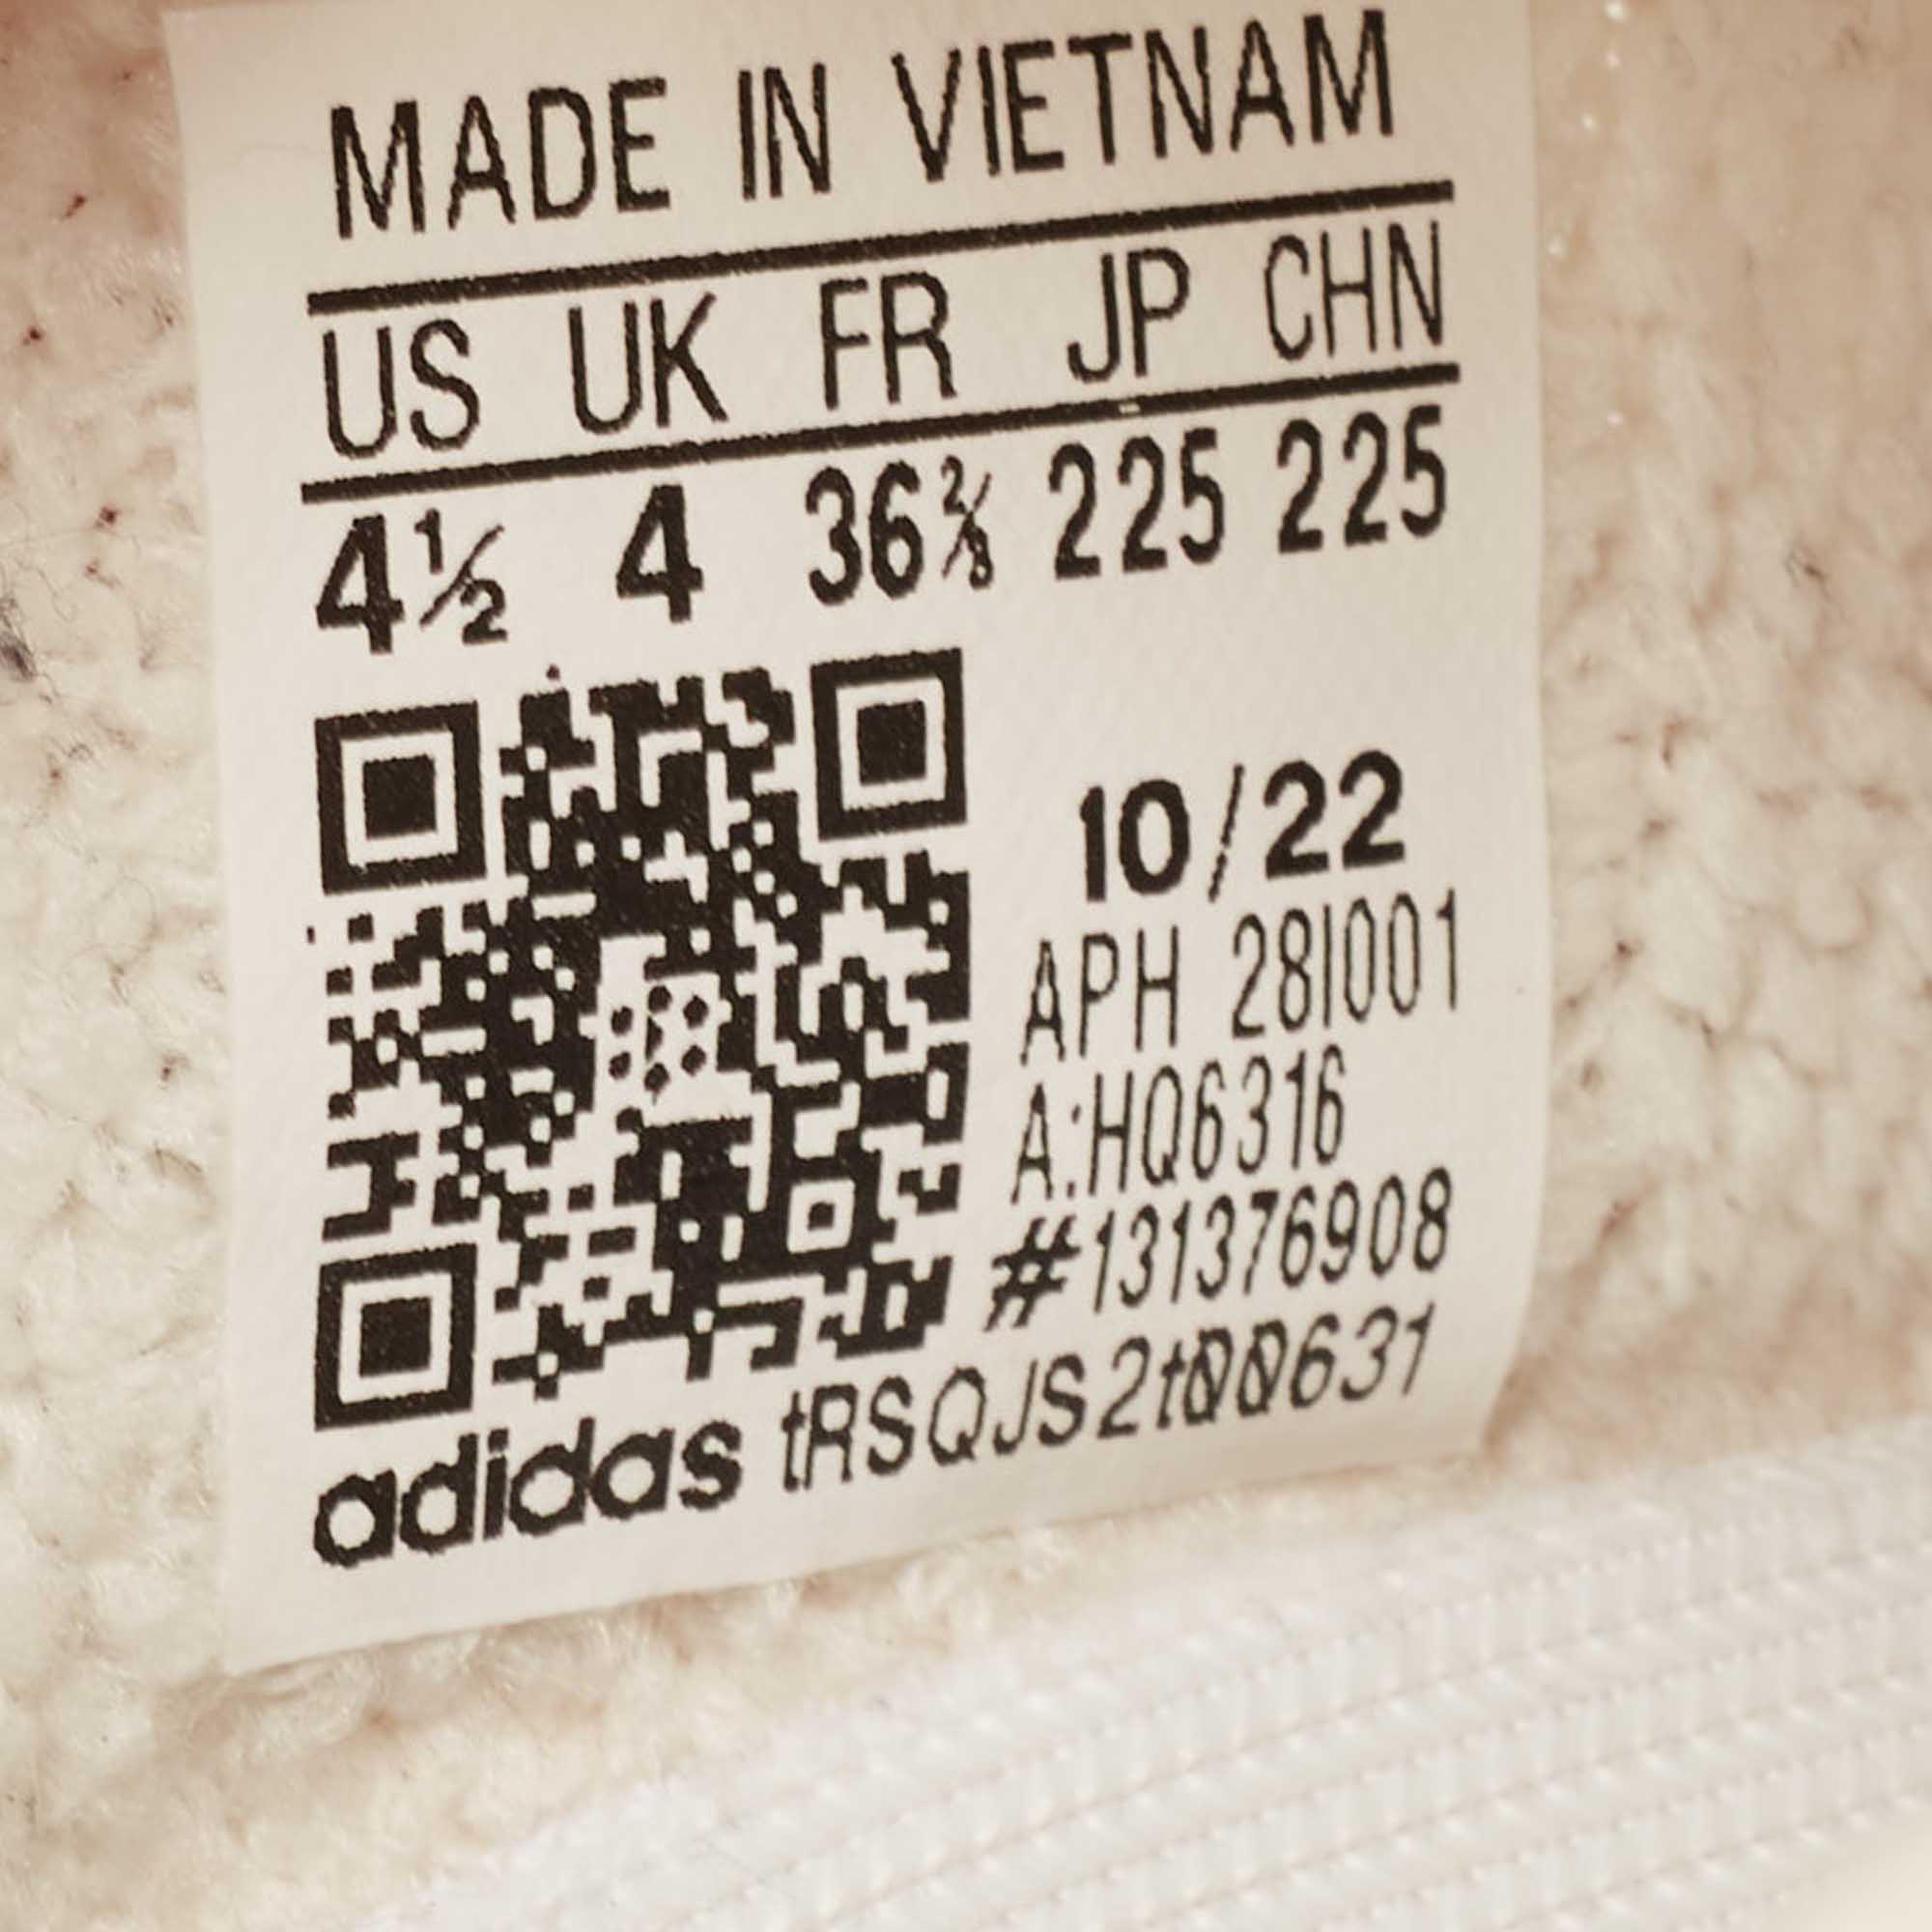 MADE IN VIETNAM
US UK FR JP CHN
4½ 4 36⅔ 225 225
10/22
APH 28I001
A:HQ6316
#131376908
adidas tRSQJS2t00631